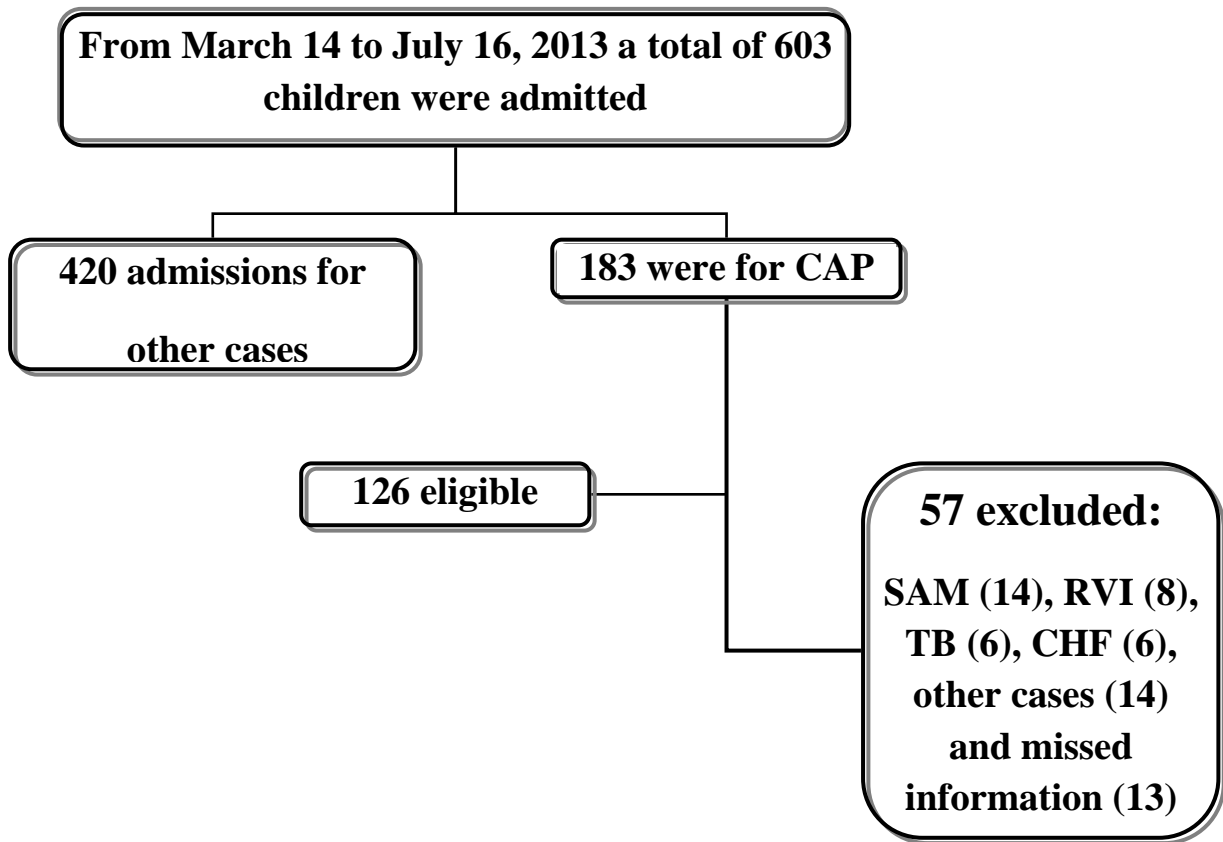 From March 14 to July 16, 2013 a total of 603
children were admitted
420 admissions for
other cases
183 were for CAP
126 eligible
57 excluded:
SAM (14), RVI (8),
TB (6), CHF (6),
other cases (14)
and missed
information (13)